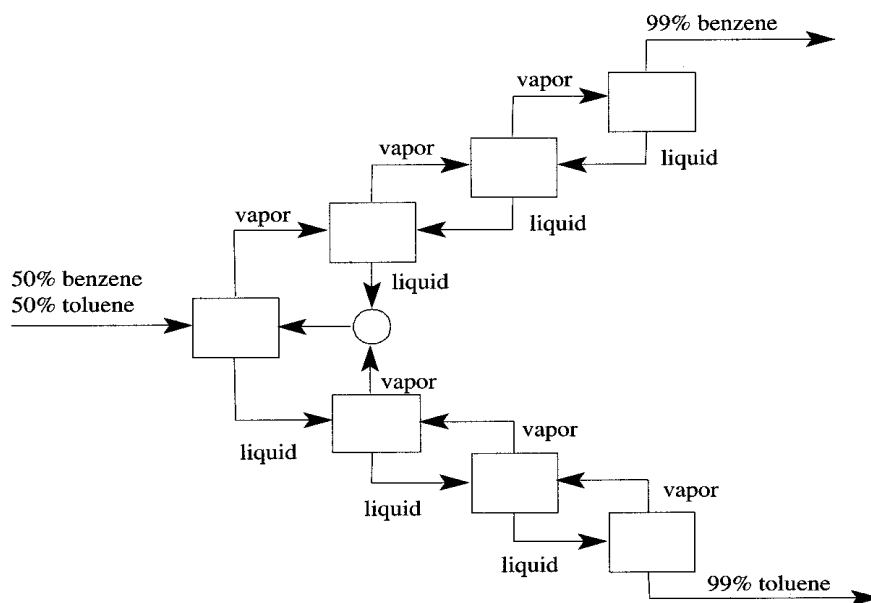 99% benzene
vapor
vapor
liquid
vapor
liquid
50% benzene
50% toluene
liquid
vapor
liquid
vapor
liquid
vapor
liquid
99% toluene